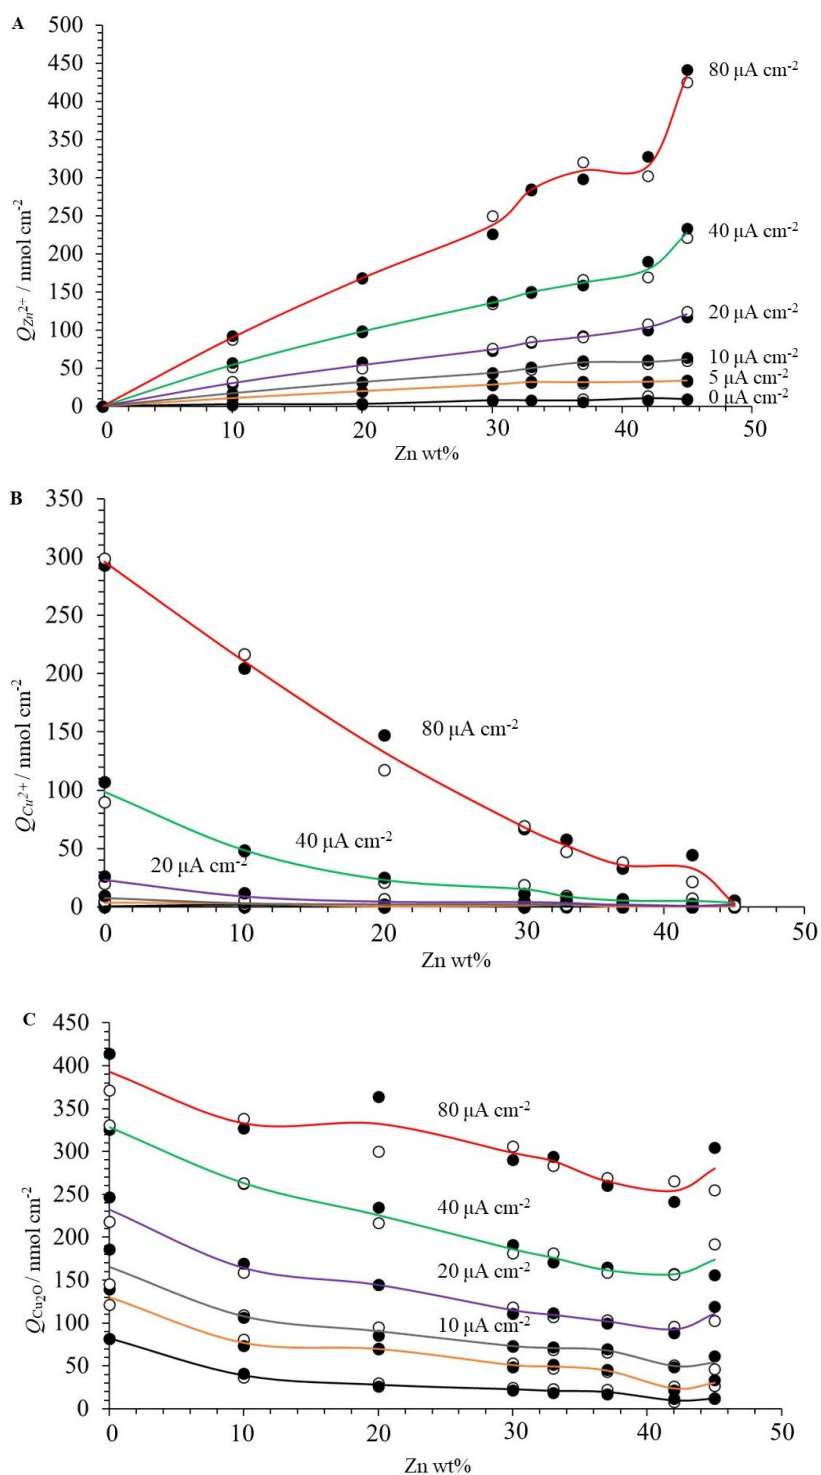 A
500
450
400
350
300
250
200
150
100
50
0
Q_Zn²⁺ / nmol cm⁻²
80 μA cm⁻²
40 μA cm⁻²
20 μA cm⁻²
10 μA cm⁻²
5 μA cm⁻²
0 μA cm⁻²
0 10 20 30 40 50
Zn wt%
B
350
300
250
200
150
100
50
0
Q_Cu²⁺ / nmol cm⁻²
80 μA cm⁻²
40 μA cm⁻²
20 μA cm⁻²
0 10 20 30 40 50
Zn wt%
C
450
400
350
300
250
200
150
100
50
0
Q_Cu₂O / nmol cm⁻²
80 μA cm⁻²
40 μA cm⁻²
20 μA cm⁻²
10 μA cm⁻²
0 10 20 30 40 50
Zn wt%